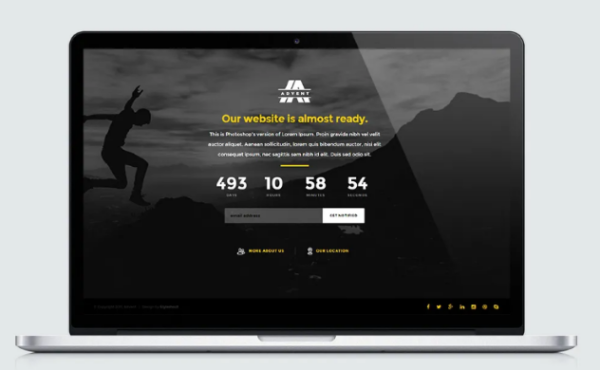 ADVENT
Our website is almost ready.
This is Photoshop's version of Lorem Ipsum. Proin gravida nibh vel velit
auctor aliquet. Aenean sollicitudin, lorem quis bibendum auctor, nisi elit
consequat ipsum, nec sagittis sem nibh id elit. Duis sed odio sit.
493 10 58 54
DAYS HOURS MINUTES SECONDS
email address GET NOTIFIED
MORE ABOUT US OUR LOCATION